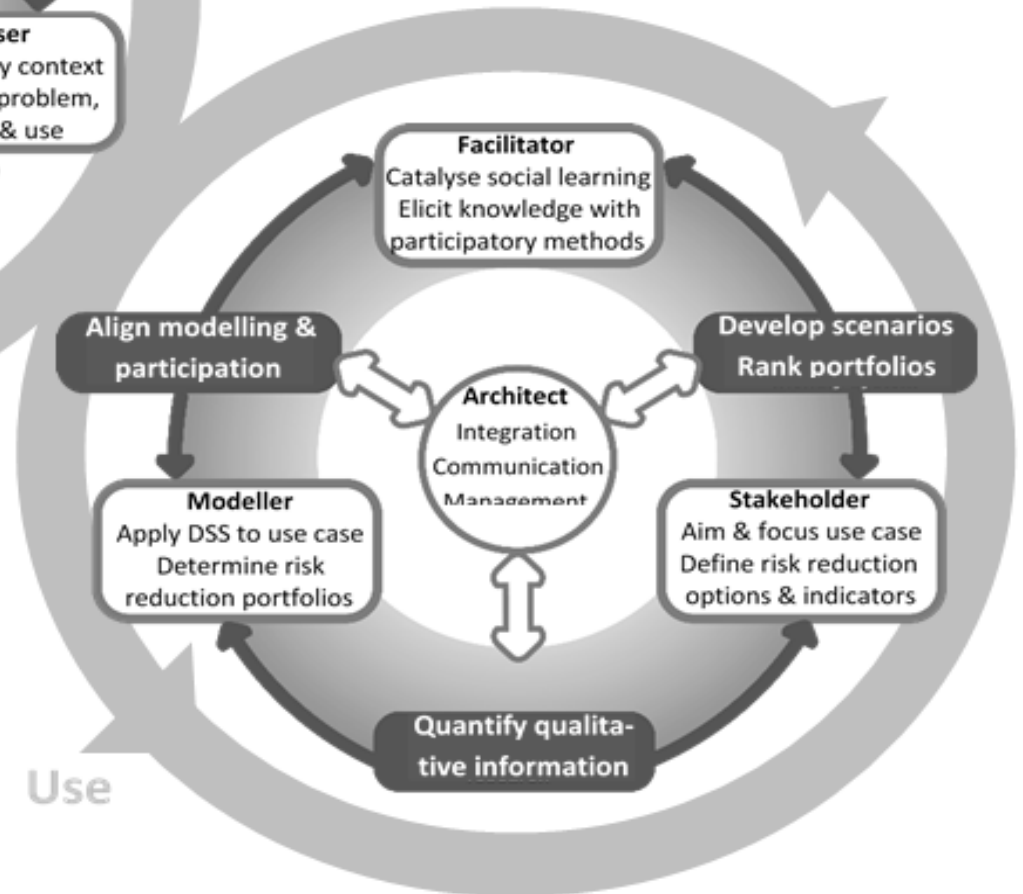 y context
problem,
& use
Facilitator
Catalyse social learning
Elicit knowledge with
participatory methods
Align modelling &
participation
Develop scenarios
Rank portfolios
Architect
Integration
Communication
Management
Modeller
Apply DSS to use case
Determine risk
reduction portfolios
Stakeholder
Aim & focus use case
Define risk reduction
options & indicators
Quantify qualita-
tive information
Use